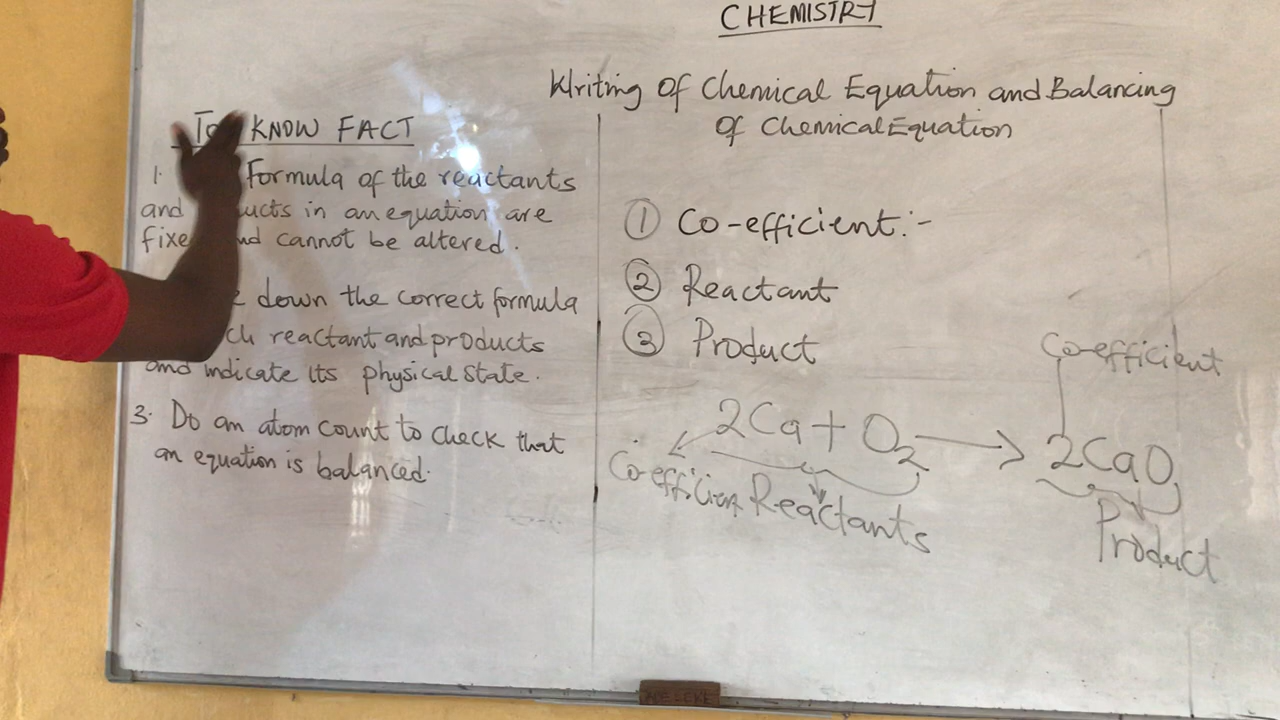 CHEMISTRY
Writing Of Chemical Equation and Balancing
Of Chemical Equation
KNOW FACT
1. Formula of the reactants
and in an equation are
cannot be altered.
down the correct formula
reactant and products
and indicate its physical state.
3. Do an atom count to check that
an equation is balanced.
① Co-efficient:-
② Reactant
③ Product
Co-efficient
2Ca + O₂ → 2CaO
Co-efficient Reactants
Product